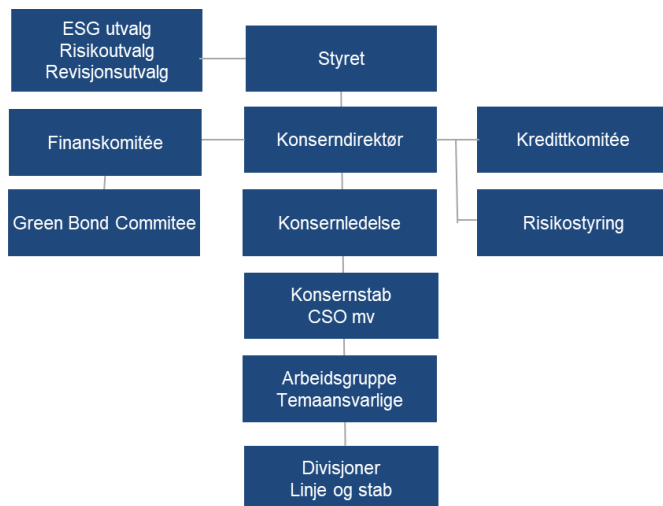 ESG utvalg
Risikoutvalg
Revisjonsutvalg
Styret
Finanskomitée
Konserndirektør
Kredittkomitée
Green Bond Commitee
Konsernledelse
Risikostyring
Konsernstab
CSO mv
Arbeidsgruppe
Temaansvarlige
Divisjoner
Linje og stab